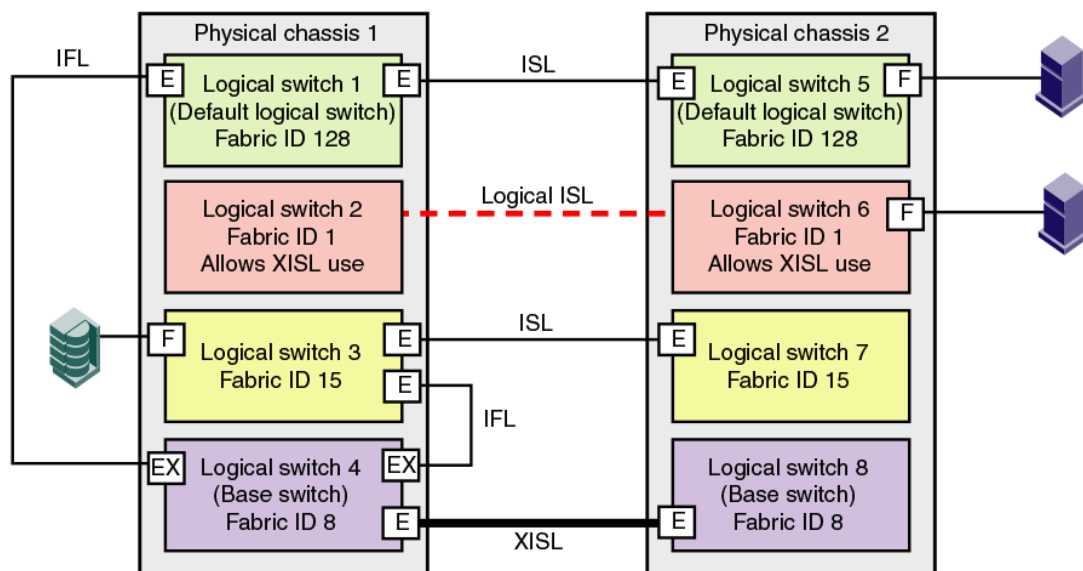 Physical chassis 1
Physical chassis 2
IFL
E
Logical switch 1
(Default logical switch)
Fabric ID 128
E
ISL
E
Logical switch 5
(Default logical switch)
Fabric ID 128
F
Logical switch 2
Fabric ID 1
Allows XISL use
Logical ISL
Logical switch 6
Fabric ID 1
Allows XISL use
F
F
Logical switch 3
Fabric ID 15
E
E
ISL
IFL
E
Logical switch 7
Fabric ID 15
EX
Logical switch 4
(Base switch)
Fabric ID 8
EX
E
XISL
E
Logical switch 8
(Base switch)
Fabric ID 8